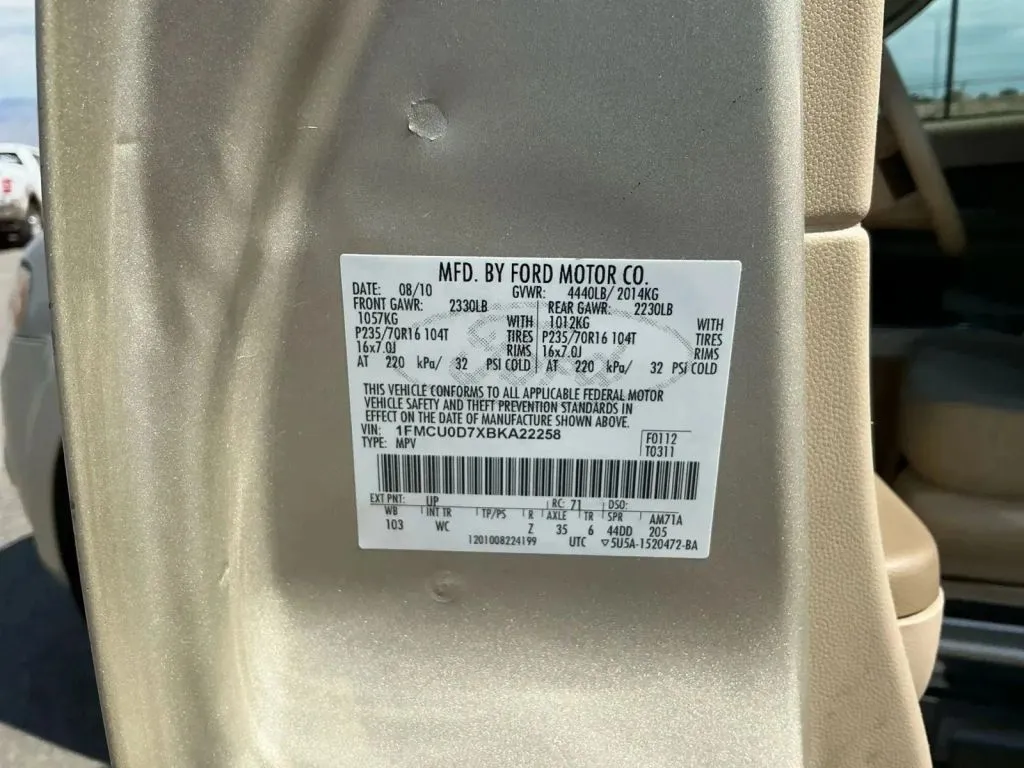 MFD. BY FORD MOTOR CO.
DATE: 08/10 GVWR: 4440LB/ 2014KG
FRONT GAWR: 2330LB REAR GAWR: 2230LB
1057KG WITH 1012KG WITH
P235/70R16 104T TIRES P235/70R16 104T TIRES
16x7.0J RIMS 16x7.0J RIMS
AT 220 kPa/ 32 PSI COLD AT 220 kPa/ 32 PSI COLD
THIS VEHICLE CONFORMS TO ALL APPLICABLE FEDERAL MOTOR
VEHICLE SAFETY AND THEFT PREVENTION STANDARDS IN
EFFECT ON THE DATE OF MANUFACTURE SHOWN ABOVE.
VIN: 1FMCU0D7XBKA22258 F0112
TYPE: MPV T0311
EXT PNT: UP RC: 71 DSO:
WB INT TR TP/PS R AXLE TR SPR AM71A
103 WC Z 35 6 44DD 205
1201008224199 UTC ▽5U5A-1520472-BA